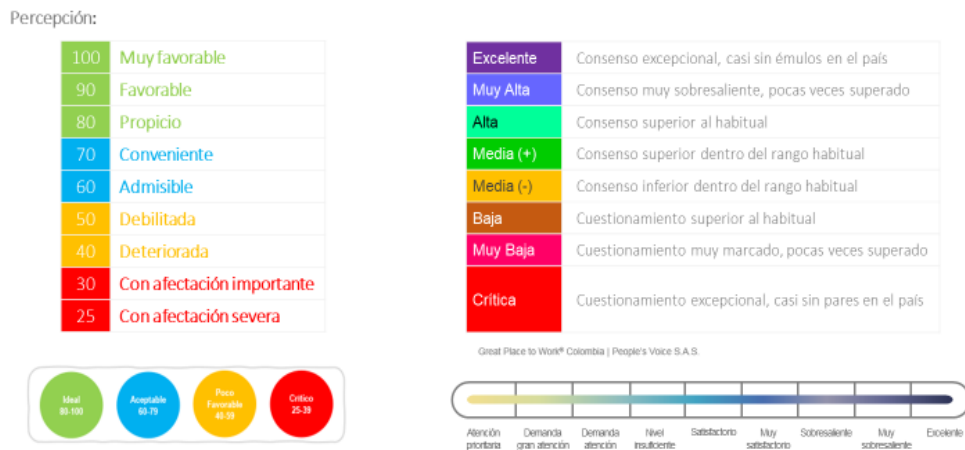 Percepción:
100 Muy favorable
90 Favorable
80 Propicio
70 Conveniente
60 Admisible
50 Debilitada
40 Deteriorada
30 Con afectación importante
25 Con afectación severa
Excelente Consenso excepcional, casi sin émulos en el país
Muy Alta Consenso muy sobresaliente, pocas veces superado
Alta Consenso superior al habitual
Media (+) Consenso superior dentro del rango habitual
Media (-) Consenso inferior dentro del rango habitual
Baja Cuestionamiento superior al habitual
Muy Baja Cuestionamiento muy marcado, pocas veces superado
Crítica Cuestionamiento excepcional, casi sin pares en el país
Great Place to Work® Colombia | People's Voice S.A.S.
Ideal
80-100
Aceptable
60-79
Poco
Favorable
40-59
Crítico
25-39
Atención
prioritaria
Demanda
gran atención
Demanda
atención
Nivel
insuficiente
Satisfactorio
Muy
satisfactorio
Sobresaliente
Muy
sobresaliente
Excelente